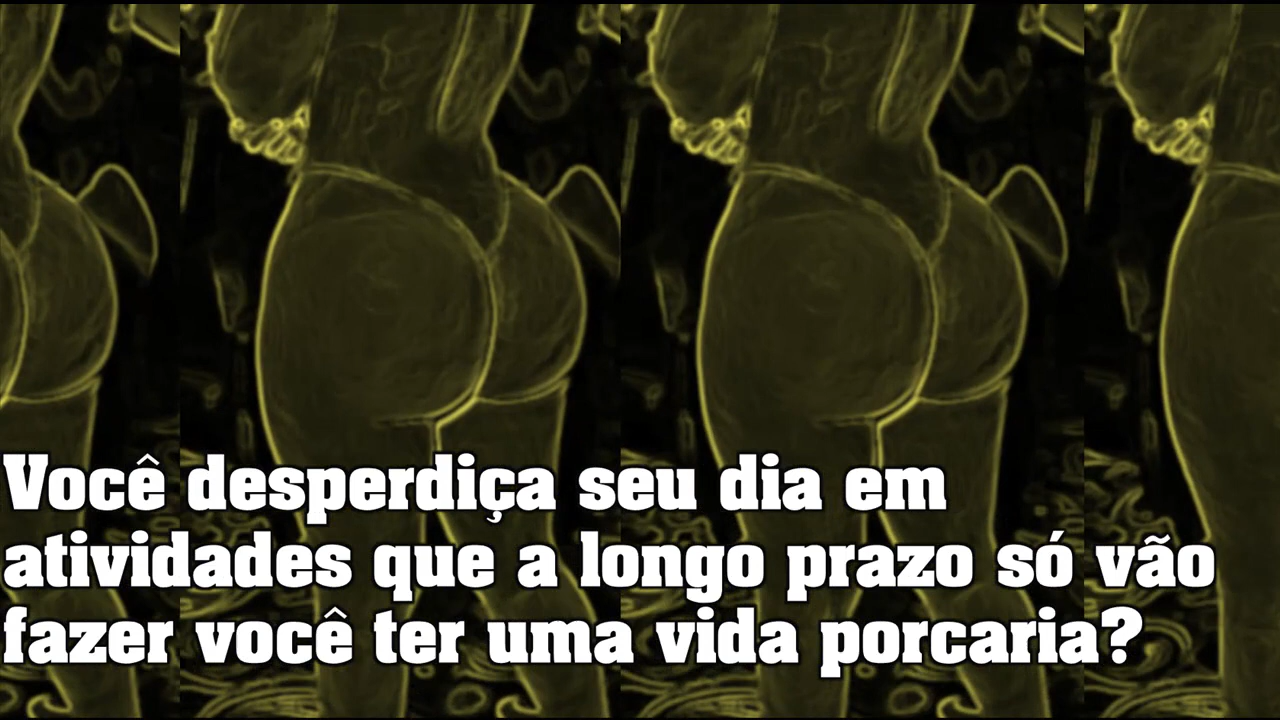 Você desperdiça seu dia em
atividades que a longo prazo só vão
fazer você ter uma vida porcaria?